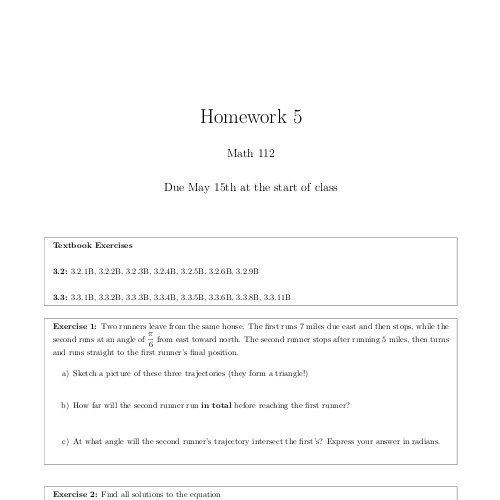 Homework 5
Math 112
Due May 15th at the start of class
Textbook Exercises
3.2: 3.2.1B, 3.2.2B, 3.2.3B, 3.2.4B, 3.2.5B, 3.2.6B, 3.2.9B
3.3: 3.3.1B, 3.3.2B, 3.3.3B, 3.3.4B, 3.3.5B, 3.3.6B, 3.3.8B, 3.3.11B
Exercise 1: Two runners leave from the same house. The first runs 7 miles due east and then stops, while the
second runs at an angle of π/6 from east toward north. The second runner stops after running 5 miles, then turns
and runs straight to the first runner's final position.
a) Sketch a picture of these three trajectories (they form a triangle!)
b) How far will the second runner run in total before reaching the first runner?
c) At what angle will the second runner's trajectory intersect the first's? Express your answer in radians.
Exercise 2: Find all solutions to the equation